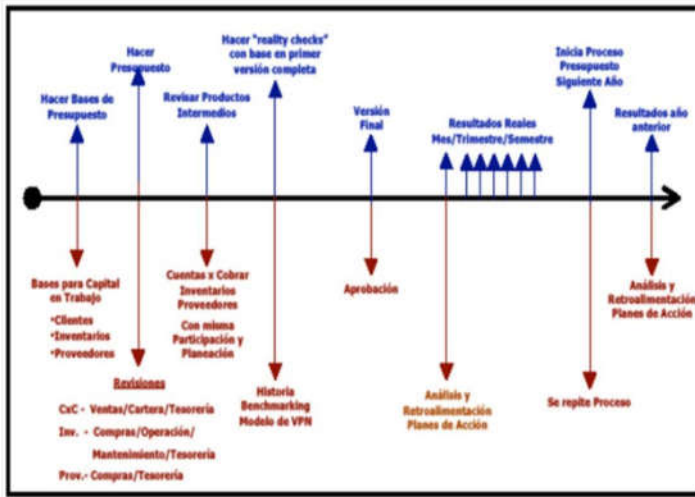 Hacer Bases de
Presupuesto
Hacer
Presupuesto
Revisar Productos
Intermedios
Hacer "reality checks"
con base en primer
versión completa
Versión
Final
Resultados Reales
Mes/Trimestre/Semestre
Inicia Proceso
Presupuesto
Siguiente Año
Resultados año
anterior
Bases para Capital
en Trabajo
•Clientes
•Inventarios
•Proveedores
Revisiones
CxC - Ventas/Cartera/Tesorería
Inv. - Compras/Operación/
Mantenimiento/Tesorería
Prov.- Compras/Tesorería
Cuentas x Cobrar
Inventarios
Proveedores
Con misma
Participación y
Planeación
Historia
Benchmarking
Modelo de VPN
Aprobación
Análisis y
Retroalimentación
Planes de Acción
Se repite Proceso
Análisis y
Retroalimentación
Planes de Acción